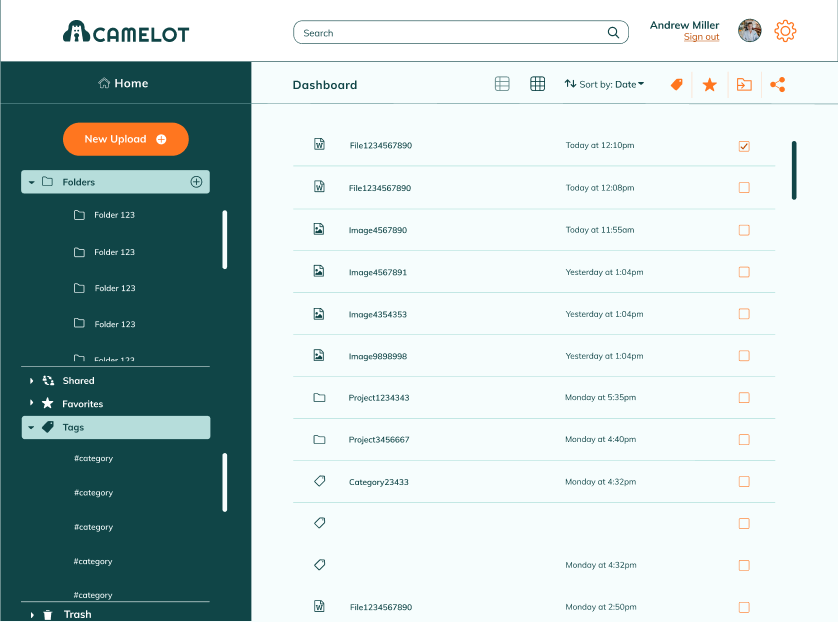 CAMELOT
Search
Andrew Miller
Sign out
Home
Dashboard
Sort by: Date
New Upload
Folders
Folder 123
Folder 123
Folder 123
Folder 123
Folder 123
Shared
Favorites
Tags
#category
#category
#category
#category
#category
Trash
File1234567890 Today at 12:10pm
File1234567890 Today at 12:08pm
Image4567890 Today at 11:55am
Image4567891 Yesterday at 1:04pm
Image4354353 Yesterday at 1:04pm
Image9898998 Yesterday at 1:04pm
Project1234343 Monday at 5:35pm
Project3456667 Monday at 4:40pm
Category23433 Monday at 4:32pm
Monday at 4:32pm
File1234567890 Monday at 2:50pm